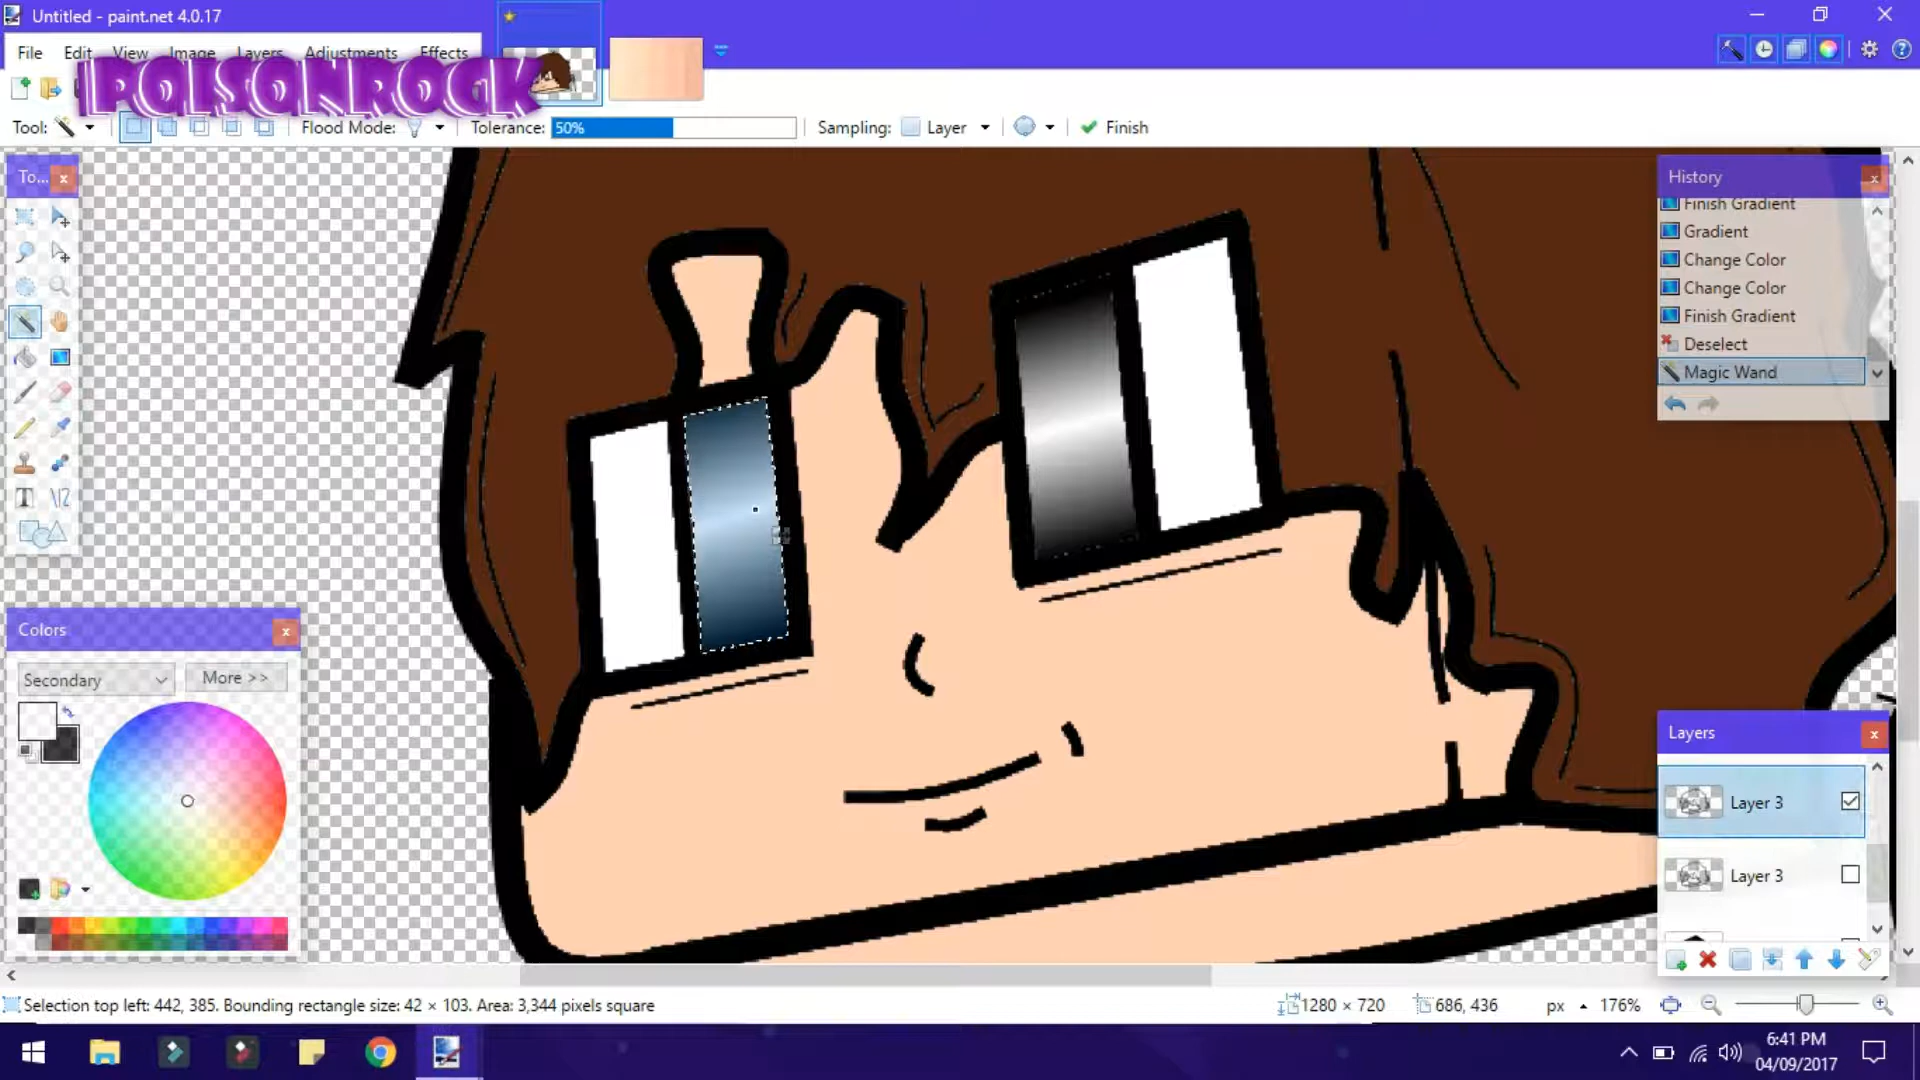 Untitled - paint.net 4.0.17
File Edit View Image Layers Adjustments Effects
IPOISONROCK
Tool: Flood Mode: Tolerance: 50% Sampling: Layer Finish
To...
History
Finish Gradient
Gradient
Change Color
Change Color
Finish Gradient
Deselect
Magic Wand
Colors
Secondary More >>
Layers
Layer 3
Layer 3
Selection top left: 442, 385. Bounding rectangle size: 42 × 103. Area: 3,344 pixels square 1280 × 720 686, 436 px 176%
6:41 PM
04/09/2017